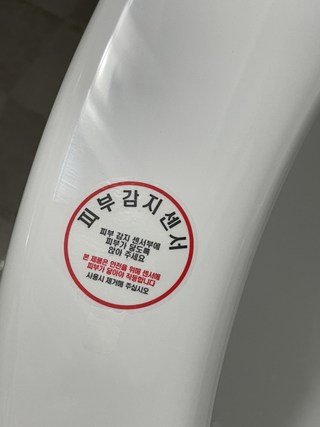 피부감지센서
피부 감지 센서부에
피부가 닿도록
앉아 주세요
본 제품은 안전을 위해 센서에
피부가 닿아야 작동합니다
사용시 제거해 주십시오